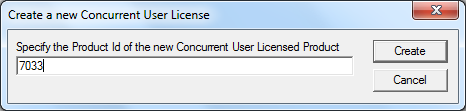 Create a new Concurrent User License
Specify the Product Id of the new Concurrent User Licensed Product
7033
Create
Cancel